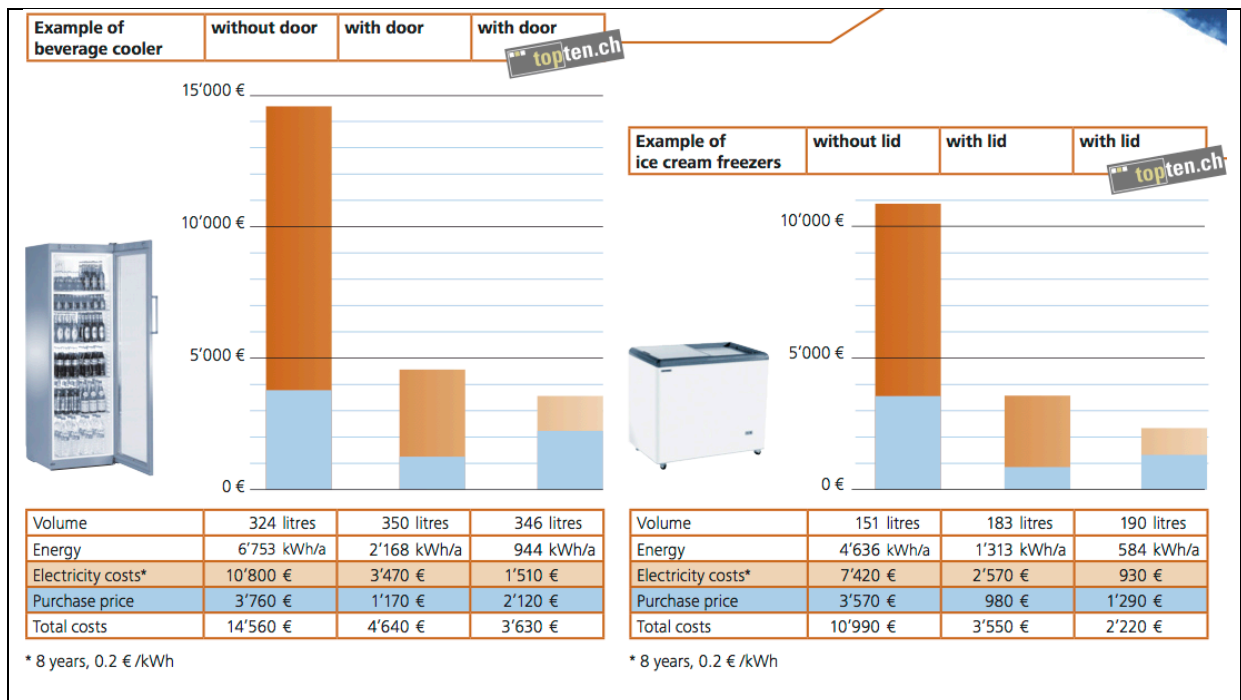 Example of
beverage cooler
without door
with door
with door
topten.ch
15’000 €
10’000 €
5’000 €
0 €
Volume 324 litres 350 litres 346 litres
Energy 6’753 kWh/a 2’168 kWh/a 944 kWh/a
Electricity costs* 10’800 € 3’470 € 1’510 €
Purchase price 3’760 € 1’170 € 2’120 €
Total costs 14’560 € 4’640 € 3’630 €
* 8 years, 0.2 €/kWh
Example of
ice cream freezers
without lid
with lid
with lid
topten.ch
10’000 €
5’000 €
0 €
Volume 151 litres 183 litres 190 litres
Energy 4’636 kWh/a 1’313 kWh/a 584 kWh/a
Electricity costs* 7’420 € 2’570 € 930 €
Purchase price 3’570 € 980 € 1’290 €
Total costs 10’990 € 3’550 € 2’220 €
* 8 years, 0.2 €/kWh